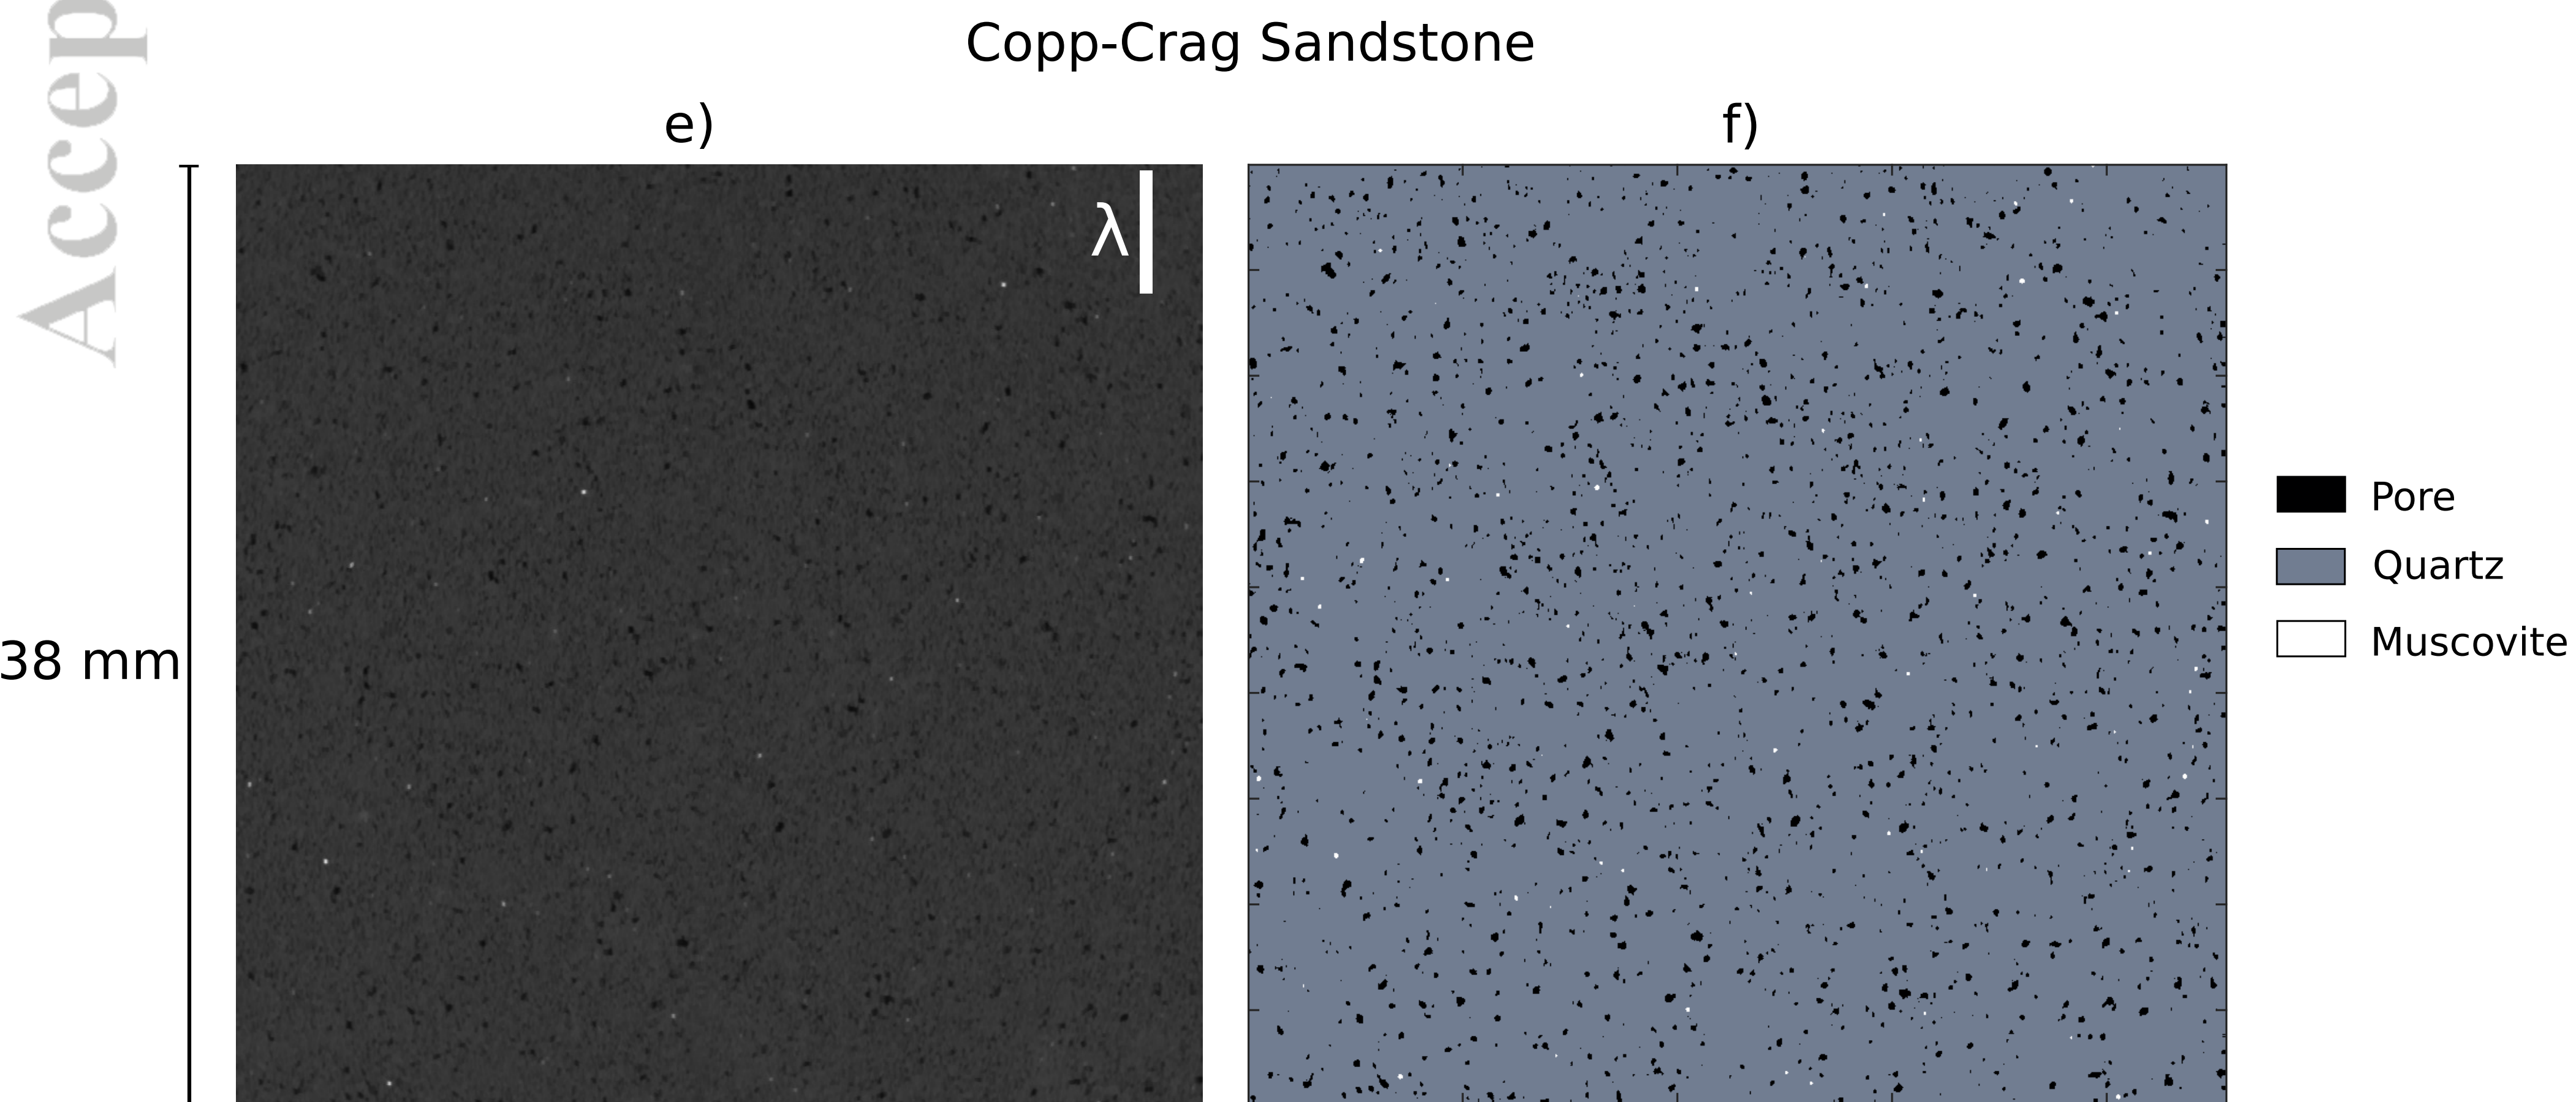 Copp-Crag Sandstone
e)
f)
λ
38 mm
Pore
Quartz
Muscovite
Accep